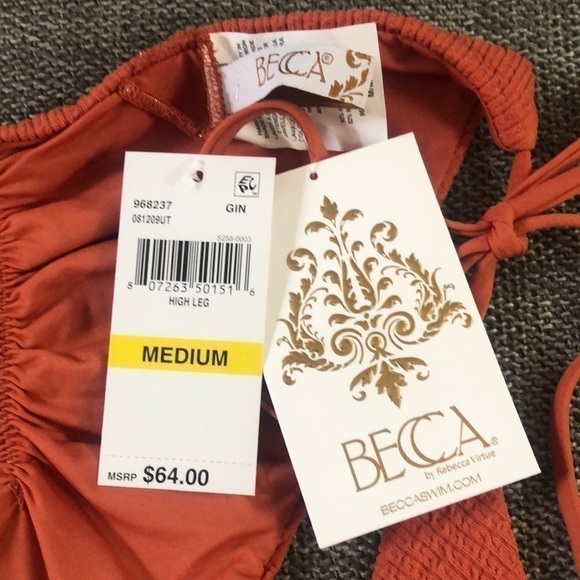 BECCA®
968237
GIN
081209UT
S258-0003
8 07263 50151 6
HIGH LEG
MEDIUM
MSRP $64.00
BECCA®
by Rebecca Virtue
BECCASWIM.COM